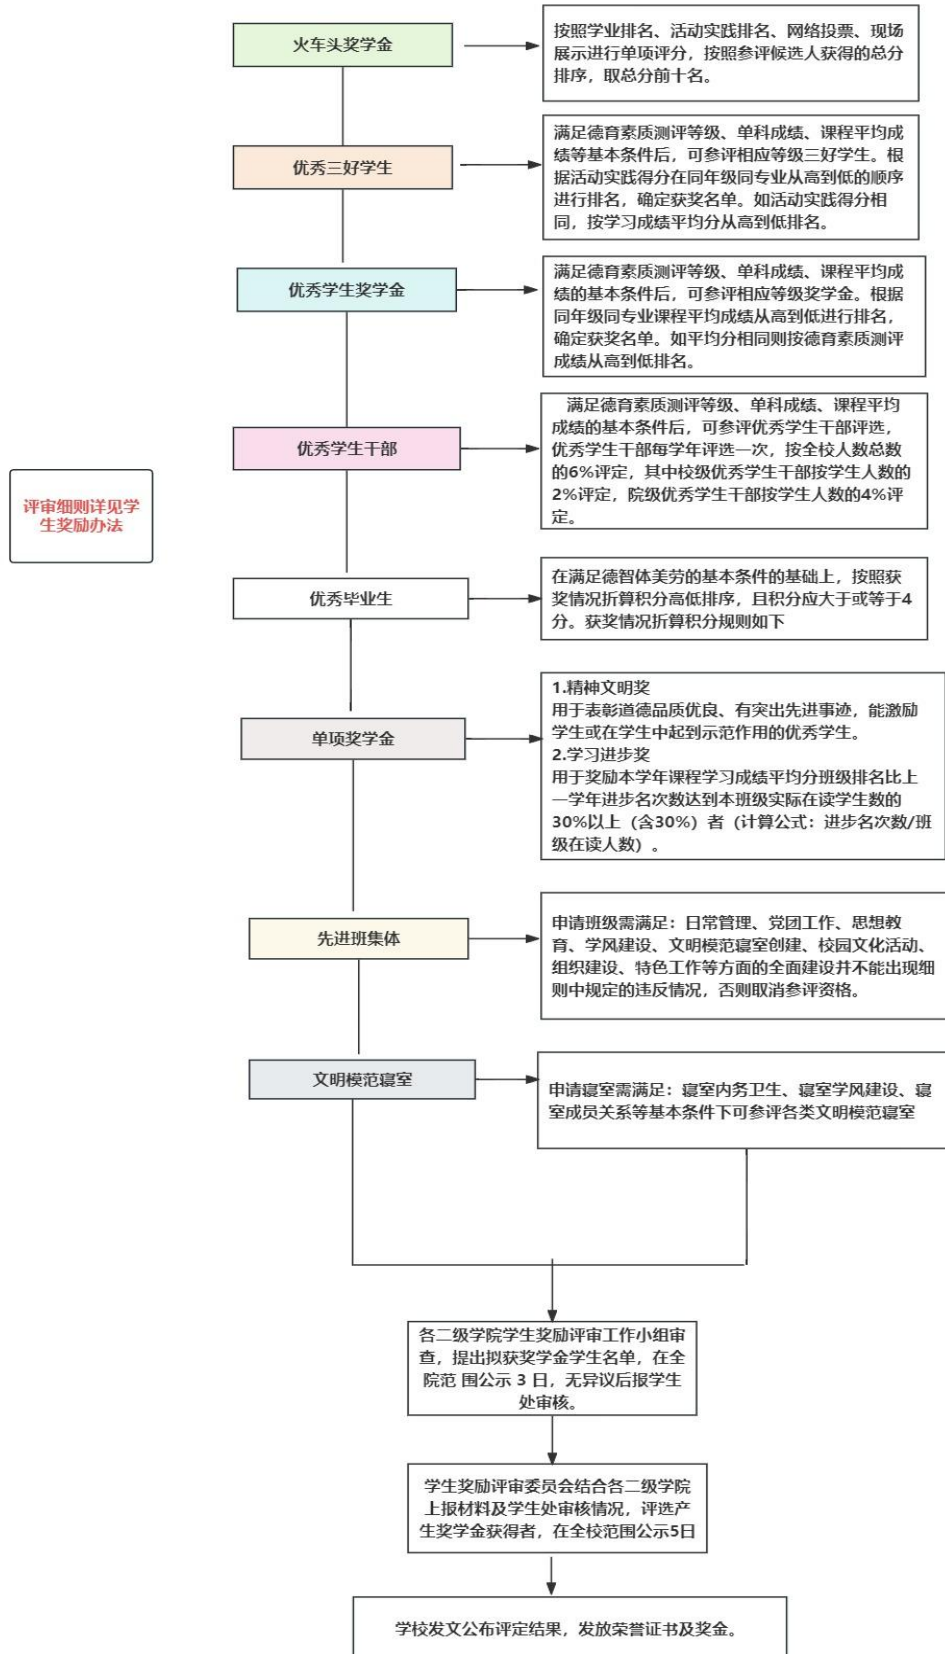 火车头奖学金
按照学业排名、活动实践排名、网络投票、现场
展示进行单项评分，按照参评候选人获得的总分
排序，取总分前十名。
优秀三好学生
满足德育素质测评等级、单科成绩、课程平均成
绩等基本条件后，可参评相应等级三好学生。根
据活动实践得分在同年级同专业从高到低的顺序
进行排名，确定获奖名单。如活动实践得分相
同，按学习成绩平均分从高到低排名。
优秀学生奖学金
满足德育素质测评等级、单科成绩、课程平均成
绩的基本条件后，可参评相应等级奖学金。根据
同年级同专业课程平均成绩从高到低进行排名，
确定获奖名单。如平均分相同则按德育素质测评
成绩从高到低排名。
优秀学生干部
满足德育素质测评等级、单科成绩、课程平均
成绩的基本条件后，可参评优秀学生干部评选，
优秀学生干部每学年评选一次，按全校人数总数
的6%评定，其中校级优秀学生干部按学生人数的
2%评定，院级优秀学生干部按学生人数的4%评
定。
评审细则详见学
生奖励办法
优秀毕业生
在满足德智体美劳的基本条件的基础上，按照获
奖情况折算积分高低排序，且积分应大于或等于4
分。获奖情况折算积分规则如下
单项奖学金
1.精神文明奖
用于表彰道德品质优良、有突出先进事迹，能激励
学生或在学生中起到示范作用的优秀学生。
2.学习进步奖
用于奖励本学年课程学习成绩平均分班级排名比上
一学年进步名次数达到本班级实际在读学生数的
30%以上（含30%）者（计算公式：进步名次数/班
级在读人数）。
先进班集体
申请班级需满足：日常管理、党团工作、思想教
育、学风建设、文明模范寝室创建、校园文化活动、
组织建设、特色工作等方面的全面建设并不能出现细
则中规定的违反情况，否则取消参评资格。
文明模范寝室
申请寝室需满足：寝室内务卫生、寝室学风建设、寝
室成员关系等基本条件下可参评各类文明模范寝室
各二级学院学生奖励评审工作小组审
查，提出拟获奖学金学生名单，在全
院范 围公示 3 日，无异议后报学生
处审核。
学生奖励评审委员会结合各二级学院
上报材料及学生处审核情况，评选产
生奖学金获得者，在全校范围公示5日
学校发文公布评定结果，发放荣誉证书及奖金。